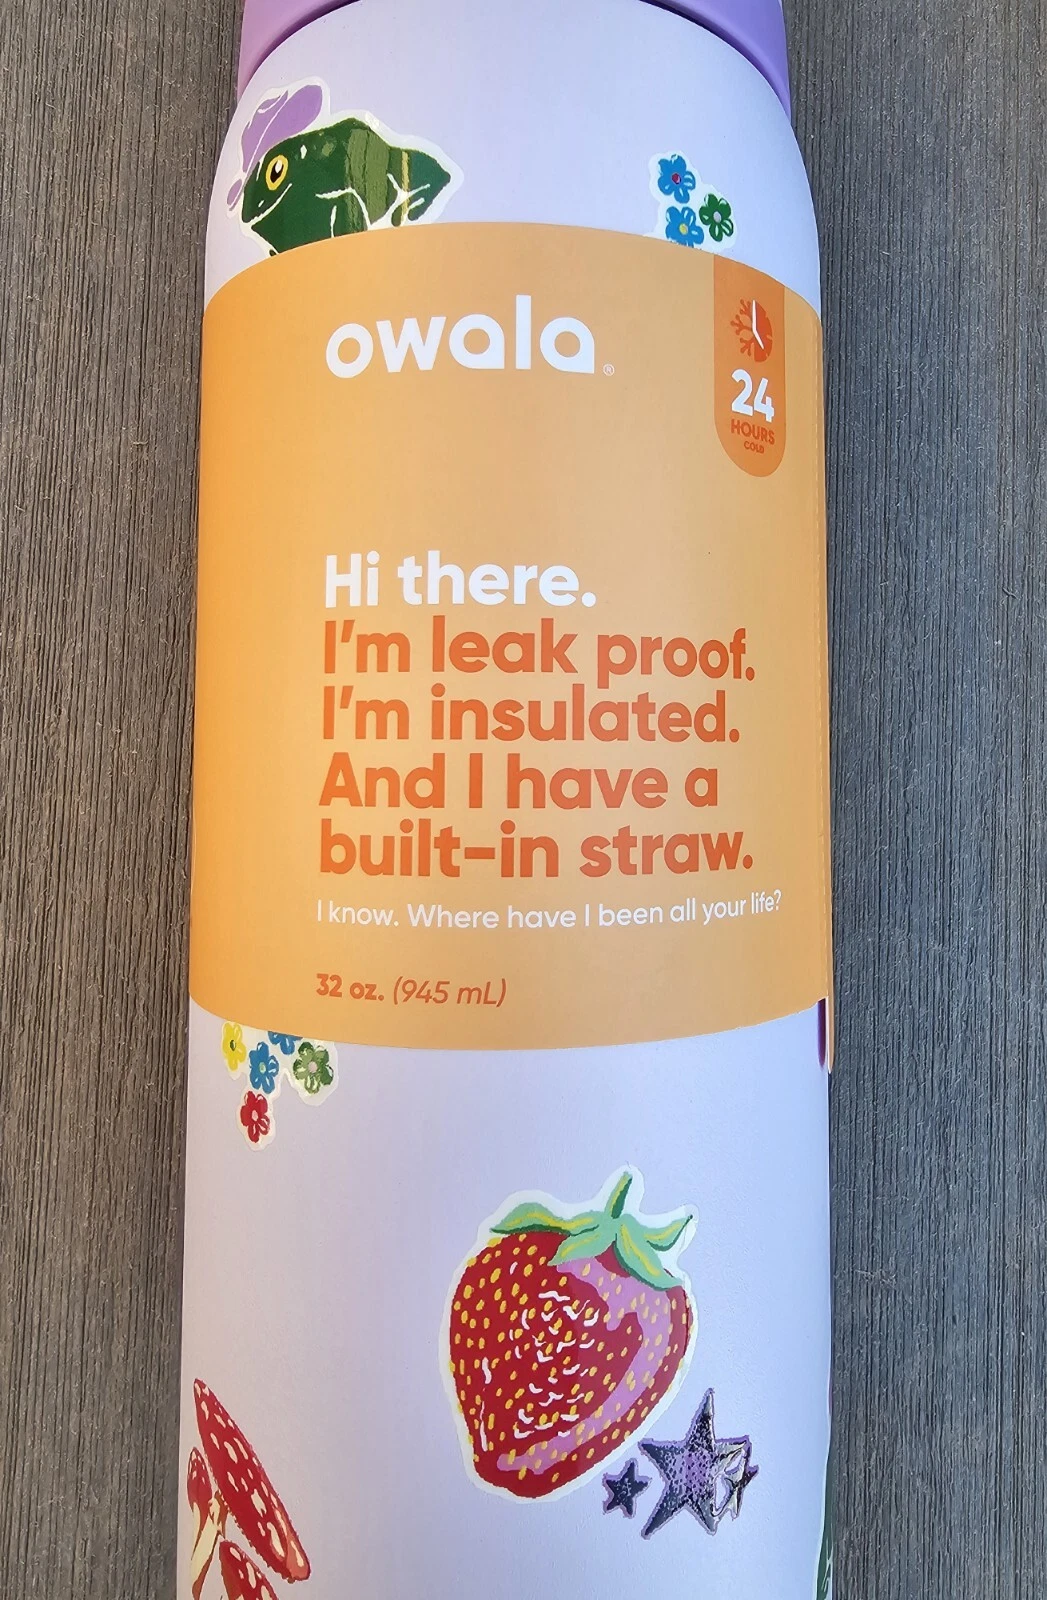 owala®
24
HOURS
COLD
Hi there.
I'm leak proof.
I'm insulated.
And I have a
built-in straw.
I know. Where have I been all your life?
32 oz. (945 mL)